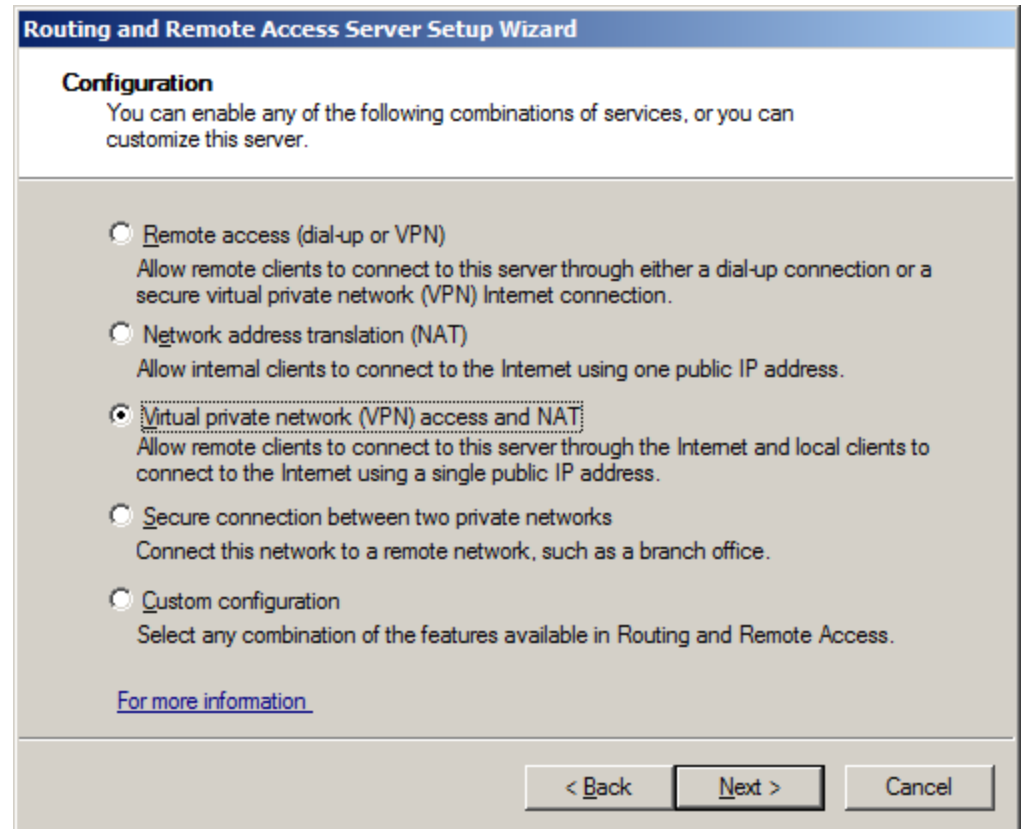 Routing and Remote Access Server Setup Wizard
Configuration
You can enable any of the following combinations of services, or you can
customize this server.
Remote access (dial-up or VPN)
Allow remote clients to connect to this server through either a dial-up connection or a
secure virtual private network (VPN) Internet connection.
Network address translation (NAT)
Allow internal clients to connect to the Internet using one public IP address.
Virtual private network (VPN) access and NAT
Allow remote clients to connect to this server through the Internet and local clients to
connect to the Internet using a single public IP address.
Secure connection between two private networks
Connect this network to a remote network, such as a branch office.
Custom configuration
Select any combination of the features available in Routing and Remote Access.
For more information
< Back Next > Cancel